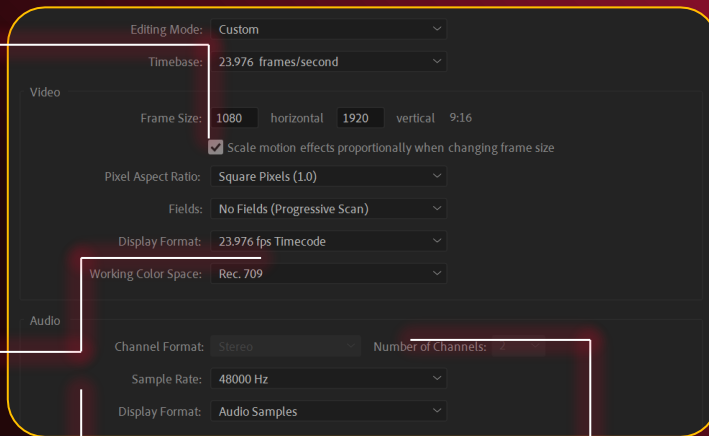 Editing Mode: Custom
Timebase: 23.976 frames/second
Video
Frame Size: 1080 horizontal 1920 vertical 9:16
Scale motion effects proportionally when changing frame size
Pixel Aspect Ratio: Square Pixels (1.0)
Fields: No Fields (Progressive Scan)
Display Format: 23.976 fps Timecode
Working Color Space: Rec. 709
Audio
Channel Format: Stereo Number of Channels: 2
Sample Rate: 48000 Hz
Display Format: Audio Samples